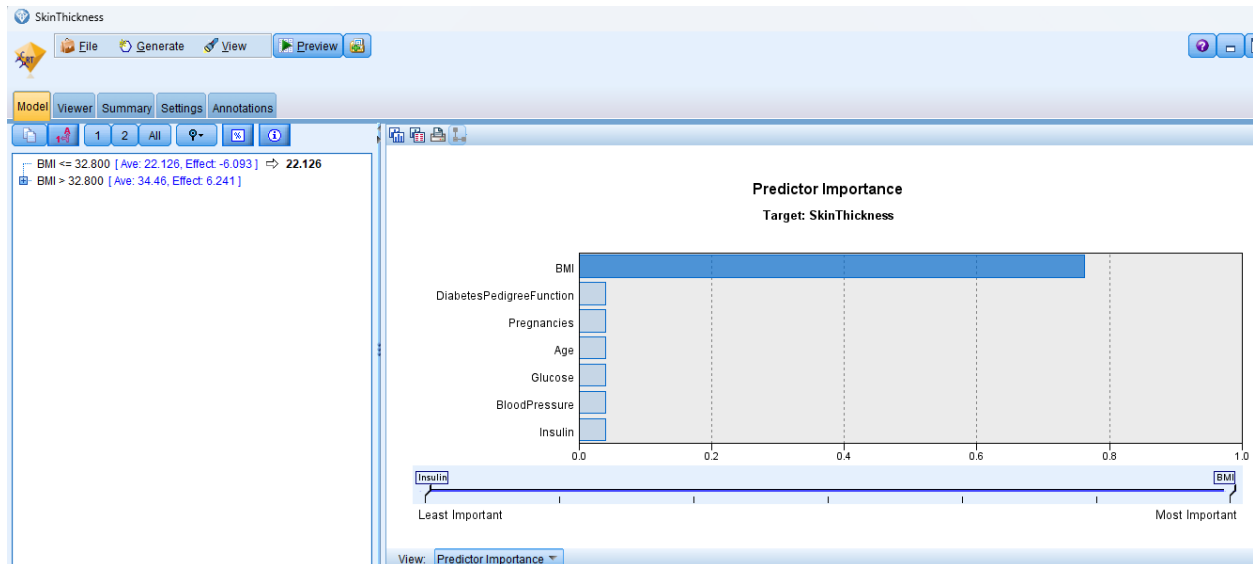 SkinThickness
File Generate View Preview
Model Viewer Summary Settings Annotations
1 2 All %
BMI <= 32.800 [ Ave: 22.126, Effect: -6.093 ] ⇨ 22.126
BMI > 32.800 [ Ave: 34.46, Effect: 6.241 ]
Predictor Importance
Target: SkinThickness
BMI
DiabetesPedigreeFunction
Pregnancies
Age
Glucose
BloodPressure
Insulin
0.0 0.2 0.4 0.6 0.8 1.0
Insulin BMI
Least Important Most Important
View: Predictor Importance